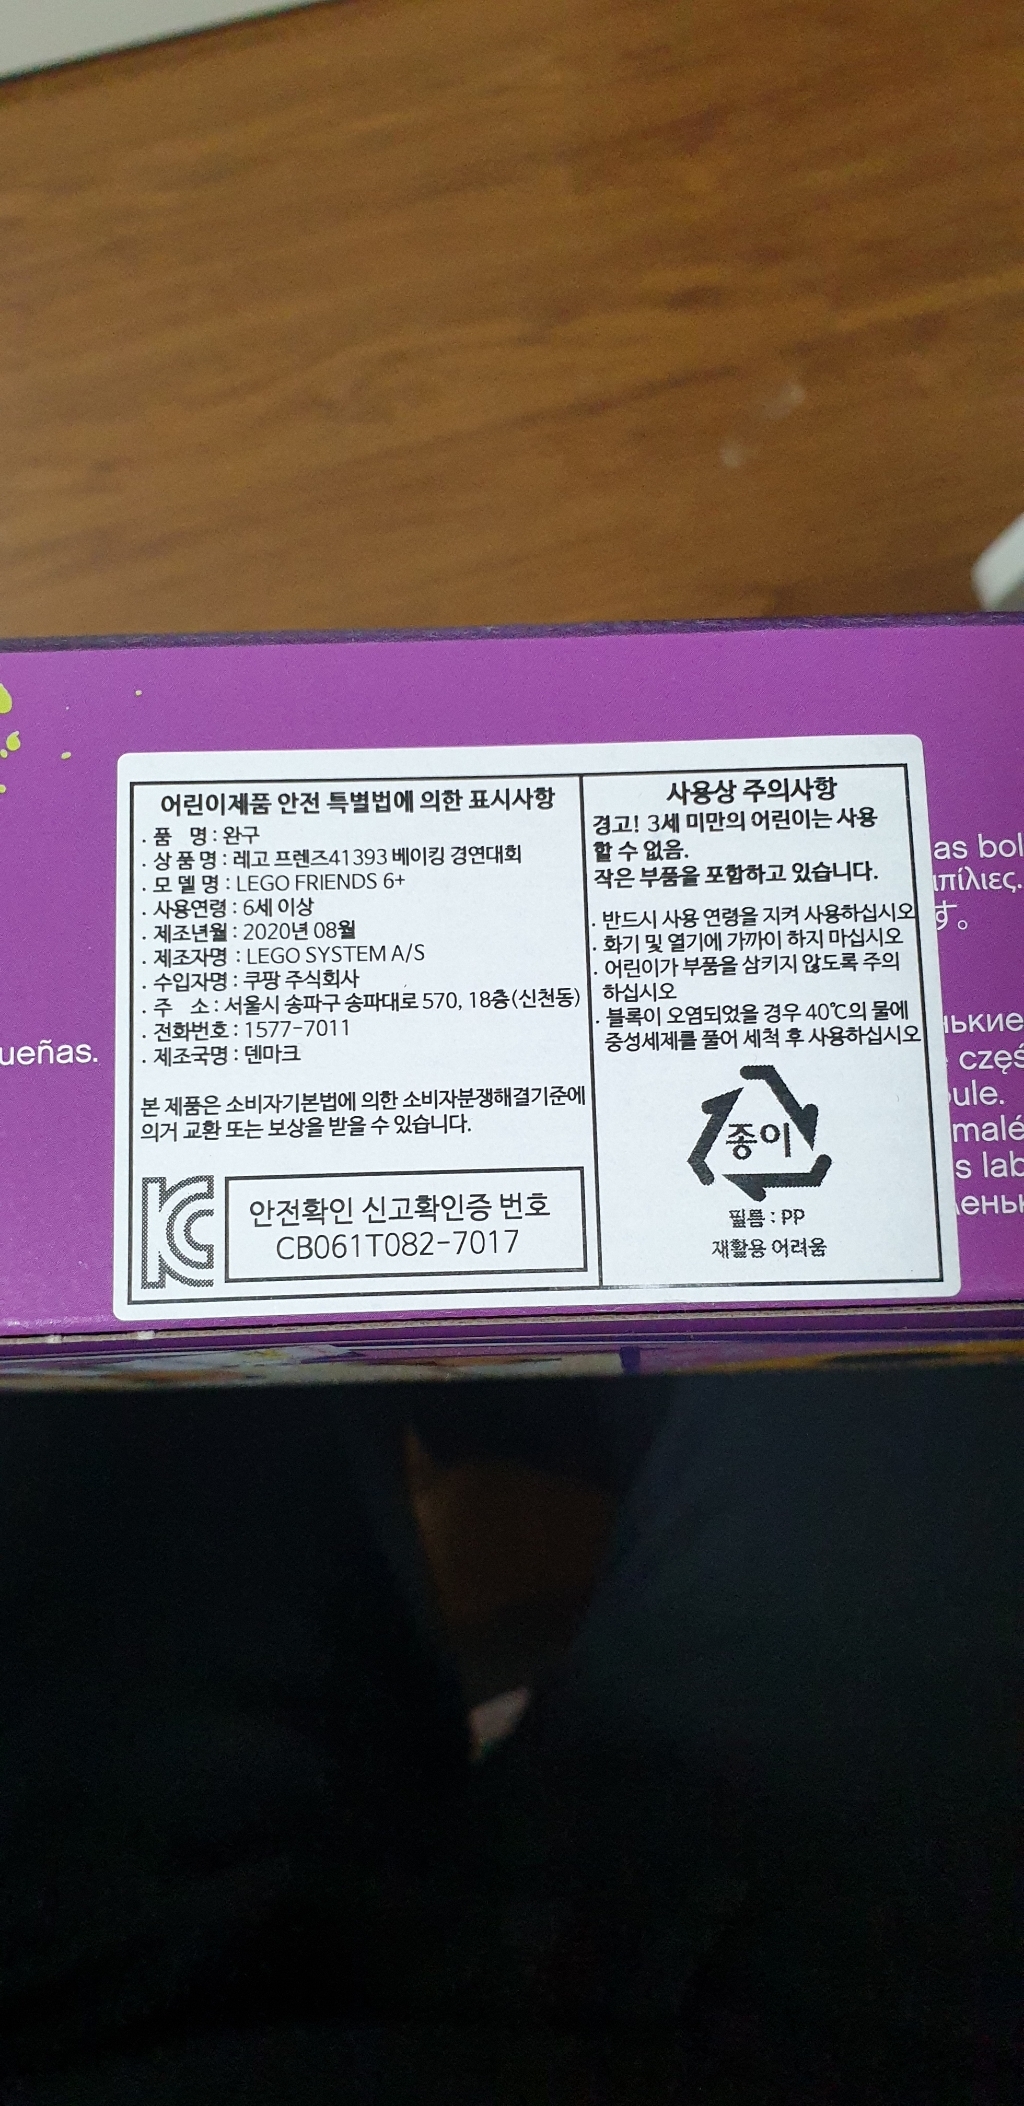 어린이제품 안전 특별법에 의한 표시사항
. 품 명 : 완구
. 상 품 명 : 레고 프렌즈41393 베이킹 경연대회
. 모 델 명 : LEGO FRIENDS 6+
. 사용연령 : 6세 이상
. 제조년월 : 2020년 08월
. 제조자명 : LEGO SYSTEM A/S
. 수입자명 : 쿠팡 주식회사
. 주 소 : 서울시 송파구 송파대로 570, 18층(신천동)
. 전화번호 : 1577-7011
. 제조국명 : 덴마크
본 제품은 소비자기본법에 의한 소비자분쟁해결기준에
의거 교환 또는 보상을 받을 수 있습니다.
안전확인 신고확인증 번호
CB061T082-7017
사용상 주의사항
경고! 3세 미만의 어린이는 사용
할 수 없음.
작은 부품을 포함하고 있습니다.
. 반드시 사용 연령을 지켜 사용하십시오
. 화기 및 열기에 가까이 하지 마십시오
. 어린이가 부품을 삼키지 않도록 주의
하십시오
. 블록이 오염되었을 경우 40℃의 물에
중성세제를 풀어 세척 후 사용하십시오
종이
필름 : PP
재활용 어려움
ueñas.
as bol
ιπίλιες.
す。
ule.
malé
s lab